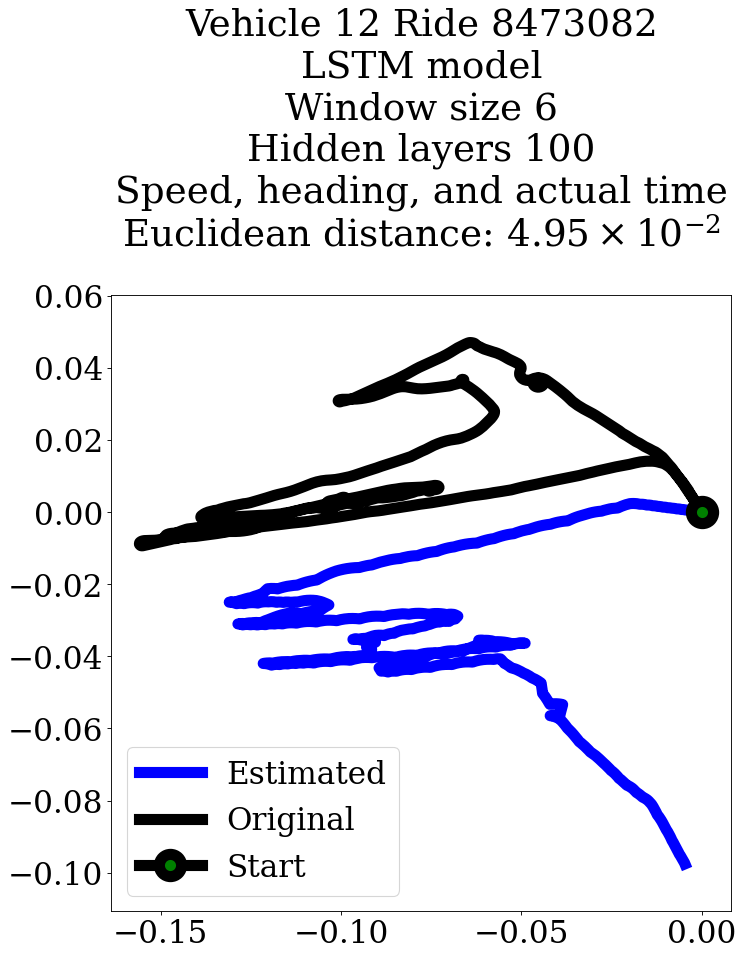 Vehicle 12 Ride 8473082
LSTM model
Window size 6
Hidden layers 100
Speed, heading, and actual time
Euclidean distance: 4.95 × 10⁻²
0.06
0.04
0.02
0.00
−0.02
−0.04
−0.06
−0.08
−0.10
Estimated
Original
Start
−0.15 −0.10 −0.05 0.00